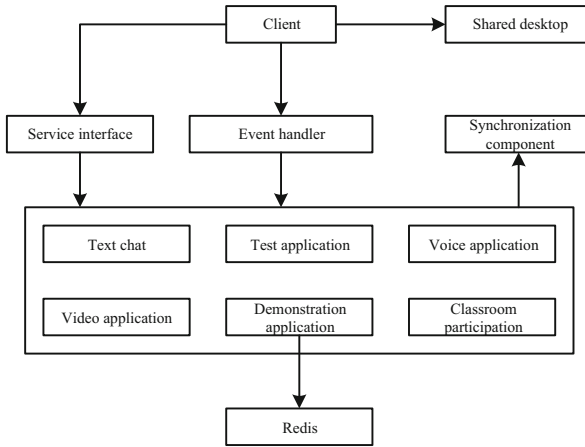 Client
Shared desktop
Service interface
Event handler
Synchronization
component
Text chat
Test application
Voice application
Video application
Demonstration
application
Classroom
participation
Redis